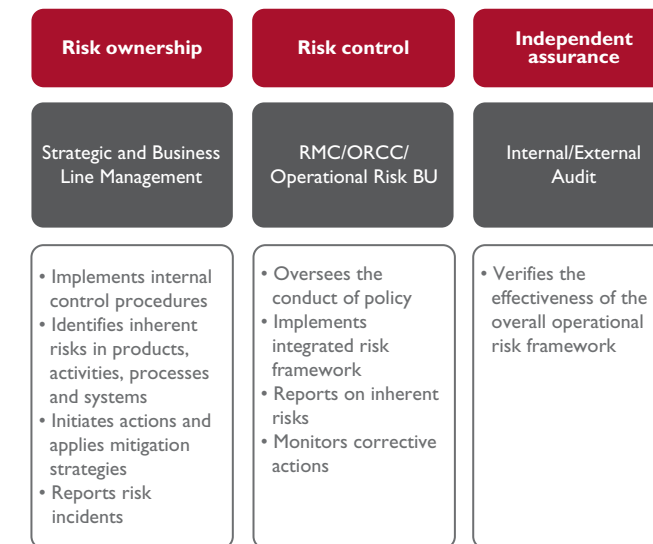 Risk ownership
Risk control
Independent
assurance
Strategic and Business
Line Management
RMC/ORCC/
Operational Risk BU
Internal/External
Audit
• Implements internal
control procedures
• Identifies inherent
risks in products,
activities, processes
and systems
• Initiates actions and
applies mitigation
strategies
• Reports risk
incidents
• Oversees the
conduct of policy
• Implements
integrated risk
framework
• Reports on inherent
risks
• Monitors corrective
actions
• Verifies the
effectiveness of the
overall operational
risk framework